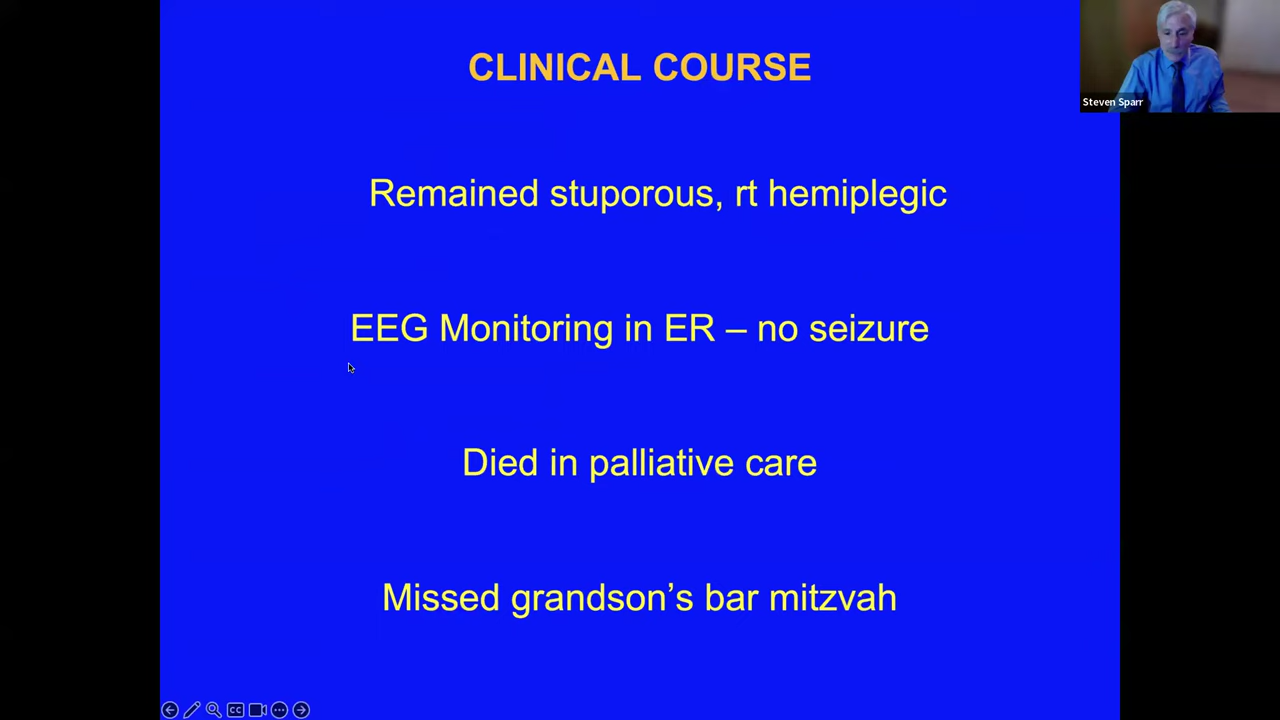 CLINICAL COURSE
Steven Sparr
Remained stuporous, rt hemiplegic
EEG Monitoring in ER – no seizure
Died in palliative care
Missed grandson’s bar mitzvah
CC